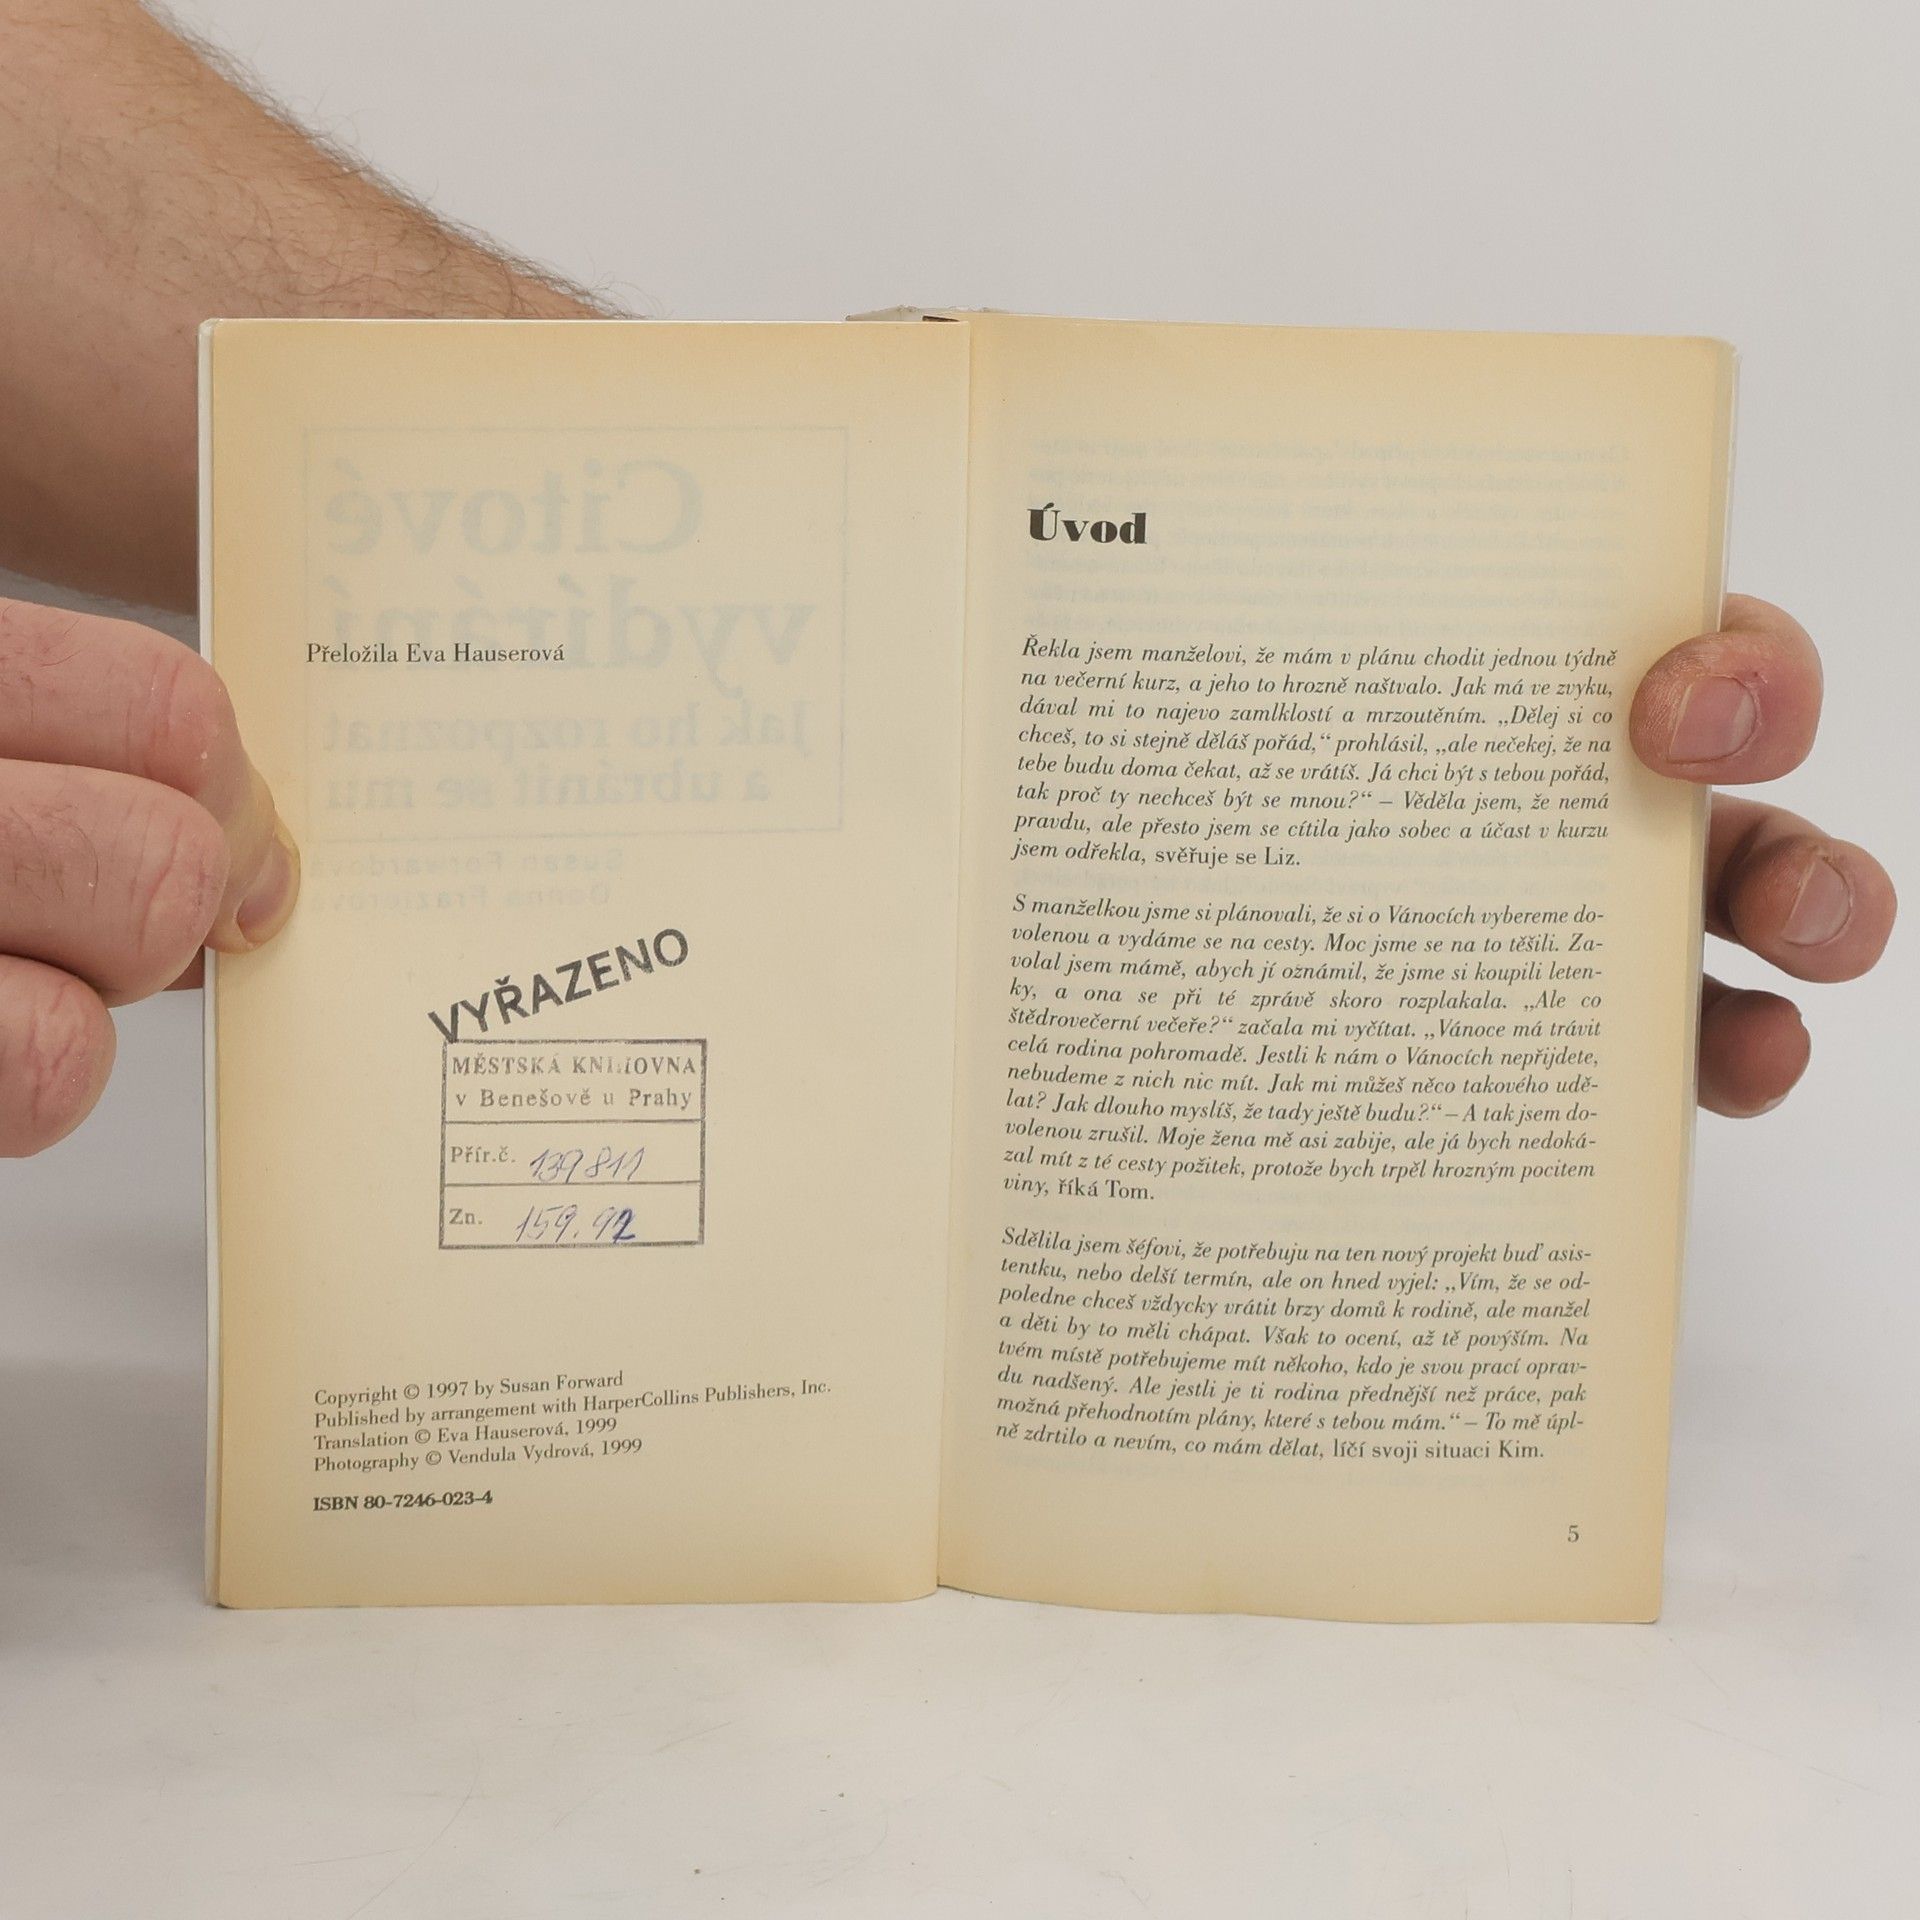 Přeložila Eva Hauserová
VYŘAZENO
MĚSTSKÁ KNIHOVNA
v Benešově u Prahy
Přír.č. 139811
Zn. 159.92
Copyright © 1997 by Susan Forward
Published by arrangement with HarperCollins Publishers, Inc.
Translation © Eva Hauserová, 1999
Photography © Vendula Vydrová, 1999
ISBN 80-7246-023-4
Citové
vydírání
Jak ho rozpoznat
a ubránit se mu
Susan Forwardová
Donna Frazierová
Úvod
Řekla jsem manželovi, že mám v plánu chodit jednou týdně
na večerní kurz, a jeho to hrozně naštvalo. Jak má ve zvyku,
dával mi to najevo zamlklostí a mrzoutěním. „Dělej si co
chceš, to si stejně děláš pořád,“ prohlásil, „ale nečekej, že na
tebe budu doma čekat, až se vrátíš. Já chci být s tebou pořád,
tak proč ty nechceš být se mnou?“ – Věděla jsem, že nemá
pravdu, ale přesto jsem se cítila jako sobec a účast v kurzu
jsem odřekla, svěřuje se Liz.
S manželkou jsme si plánovali, že si o Vánocích vybereme do-
volenou a vydáme se na cesty. Moc jsme se na to těšili. Za-
volal jsem mámě, abych jí oznámil, že jsme si koupili leten-
ky, a ona se při té zprávě skoro rozplakala. „Ale co
štědrovečerní večeře?“ začala mi vyčítat. „Vánoce má trávit
celá rodina pohromadě. Jestli k nám o Vánocích nepřijdete,
nebudeme z nich nic mít. Jak mi můžeš něco takového udě-
lat? Jak dlouho myslíš, že tady ještě budu?“ – A tak jsem do-
volenou zrušil. Moje žena mě asi zabije, ale já bych nedoká-
zal mít z té cesty požitek, protože bych trpěl hrozným pocitem
viny, říká Tom.
Sdělila jsem šéfovi, že potřebuju na ten nový projekt buď asis-
tentku, nebo delší termín, ale on hned vyjel: „Vím, že se od-
poledne chceš vždycky vrátit brzy domů k rodině, ale manžel
a děti by to měli chápat. Však to ocení, až tě povýším. Na
tvém místě potřebujeme mít někoho, kdo je svou prací oprav-
du nadšený. Ale jestli je ti rodina přednější než práce, pak
možná přehodnotím plány, které s tebou mám.“ – To mě úpl-
ně zdrtilo a nevím, co mám dělat, líčí svoji situaci Kim.
5